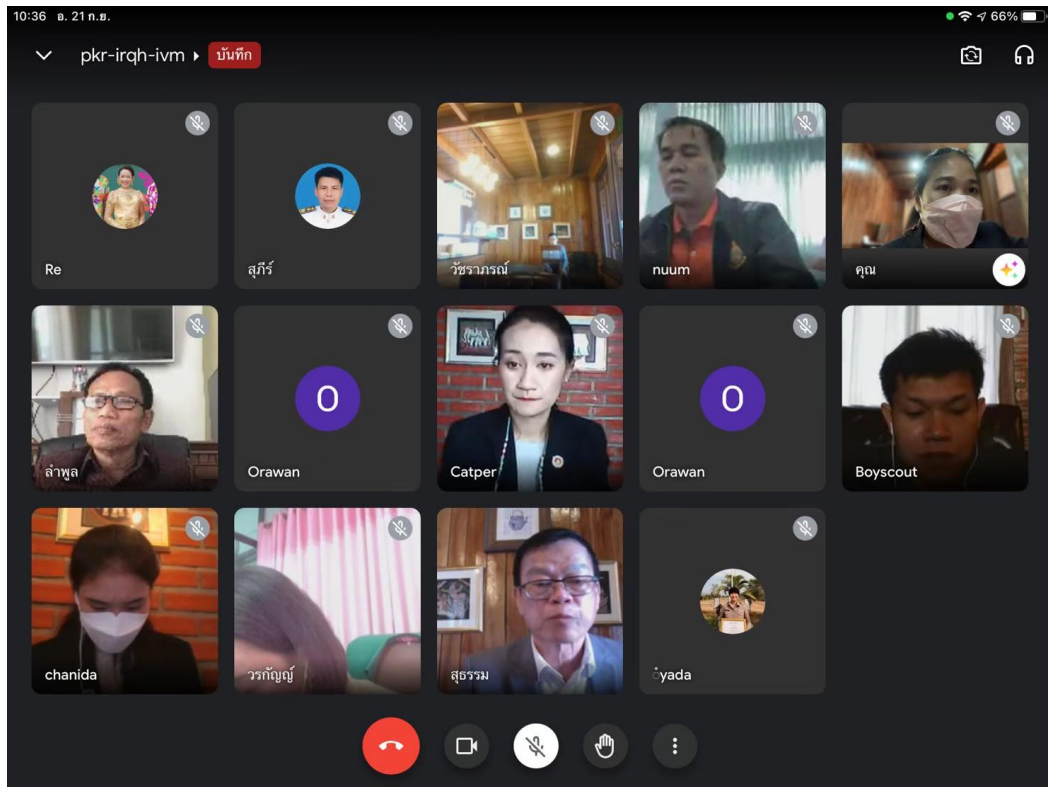 10:36 อ. 21 ก.ย.
66%
pkr-irqh-ivm
บันทึก
Re
สุภีร์
วัชราภรณ์
nuum
คุณ
ลำพูล
O
Orawan
Catper
O
Orawan
Boyscout
chanida
วรกัญญ์
สุธรรม
ํyada